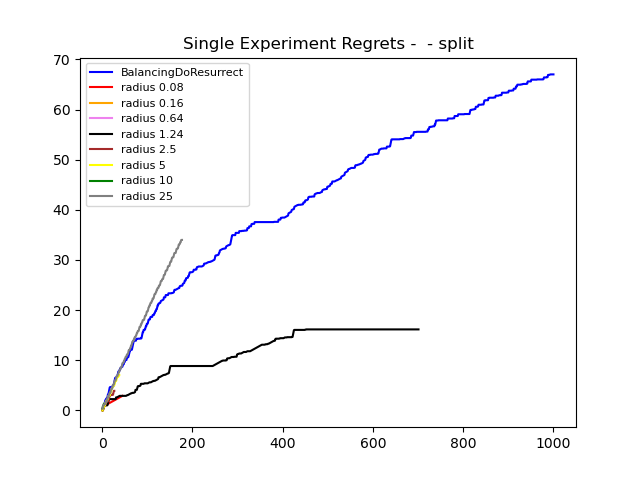 Single Experiment Regrets -  - split
70
60
50
40
30
20
10
0
BalancingDoResurrect
radius 0.08
radius 0.16
radius 0.64
radius 1.24
radius 2.5
radius 5
radius 10
radius 25
0 200 400 600 800 1000